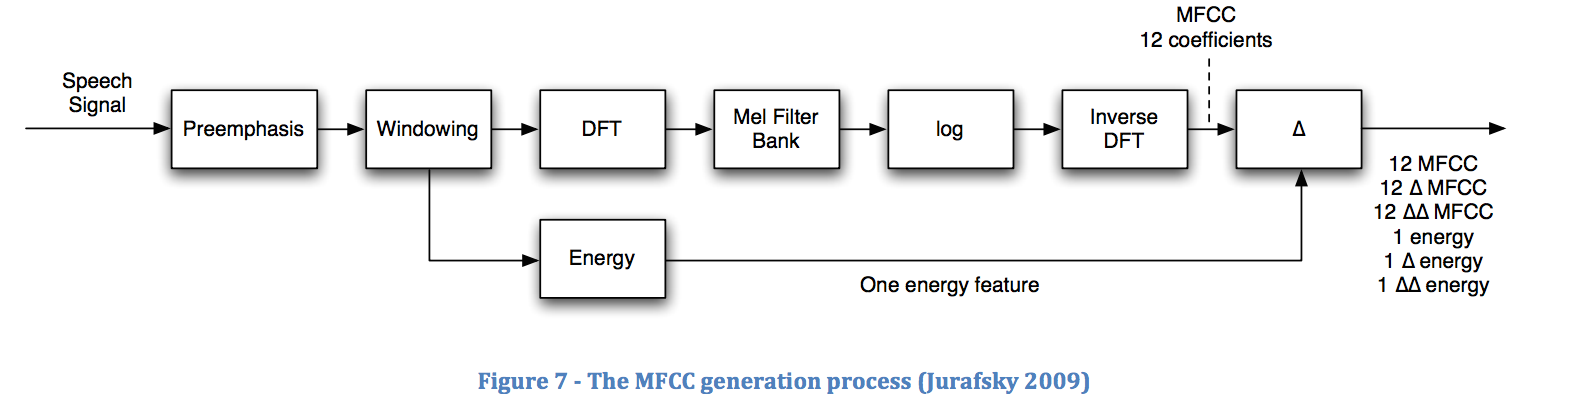 MFCC
12 coefficients
Speech
Signal
Preemphasis
Windowing
DFT
Mel Filter
Bank
log
Inverse
DFT
Δ
12 MFCC
12 Δ MFCC
12 ΔΔ MFCC
1 energy
1 Δ energy
1 ΔΔ energy
Energy
One energy feature
Figure 7 - The MFCC generation process (Jurafsky 2009)